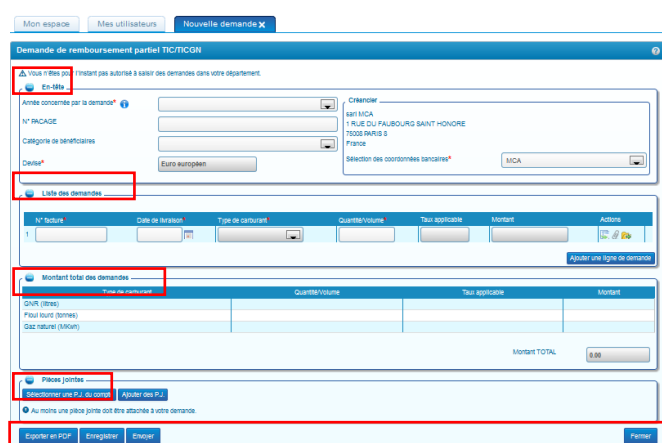 Mon espace
Mes utilisateurs
Nouvelle demande x
Demande de remboursement partiel TIC/TICGN
Vous n'êtes pour l'instant pas autorisé à saisir des demandes dans votre département.
En-tête
Année concernée par la demande*
Créancier
sarl MCA
1 RUE DU FAUBOURG SAINT HONORE
75008 PARIS 8
France
N° PACAGE
Catégorie de bénéficiaires
Sélection des coordonnées bancaires*
MCA
Devise*
Euro européen
Liste des demandes
N° facture* Date de livraison* Type de carburant* Quantité/Volume* Taux applicable Montant Actions
1
Ajouter une ligne de demande
Montant total des demandes
Type de carburant Quantité/Volume Taux applicable Montant
GNR (litres)
Fioul lourd (tonnes)
Gaz naturel (MKwh)
Montant TOTAL 0.00
Pièces jointes
Sélectionner une P.J. du compte Ajouter des P.J.
Au moins une pièce jointe doit être attachée à votre demande.
Exporter en PDF Enregistrer Envoyer Fermer